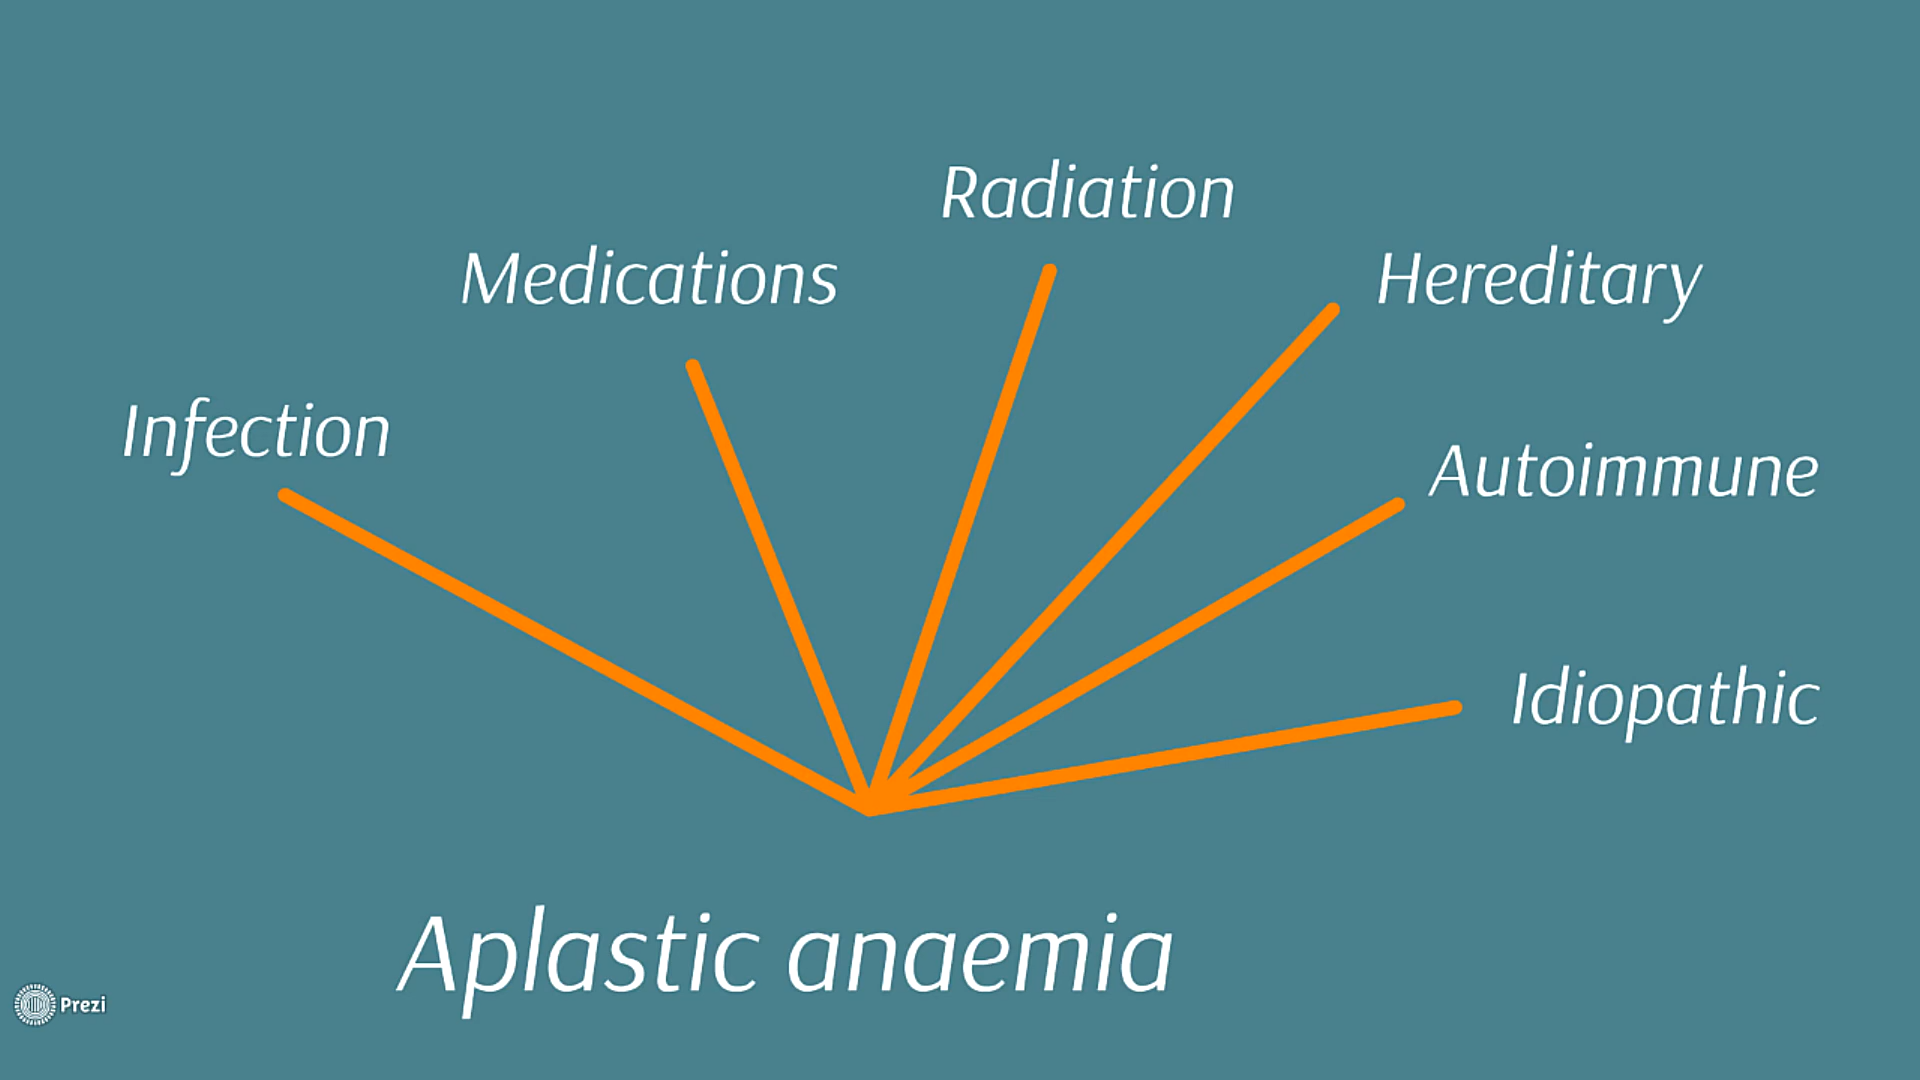 Radiation
Medications
Hereditary
Infection
Autoimmune
Idiopathic
Aplastic anaemia
Prezi